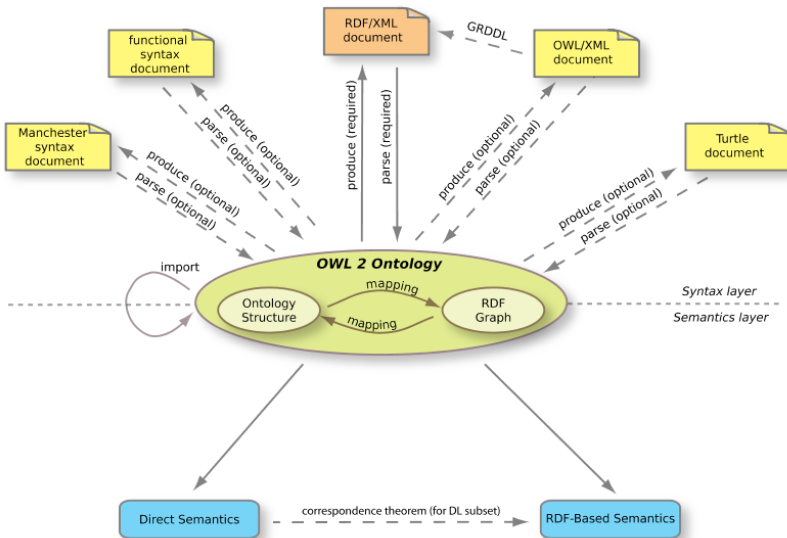 RDF/XML
document
GRDDL
functional
syntax
document
OWL/XML
document
Manchester
syntax
document
Turtle
document
produce (optional)
parse (optional)
produce (optional)
parse (optional)
produce (required)
parse (required)
produce (optional)
parse (optional)
produce (optional)
parse (optional)
OWL 2 Ontology
import
mapping
Ontology
Structure
RDF
Graph
mapping
Syntax layer
Semantics layer
Direct Semantics
correspondence theorem (for DL subset)
RDF-Based Semantics